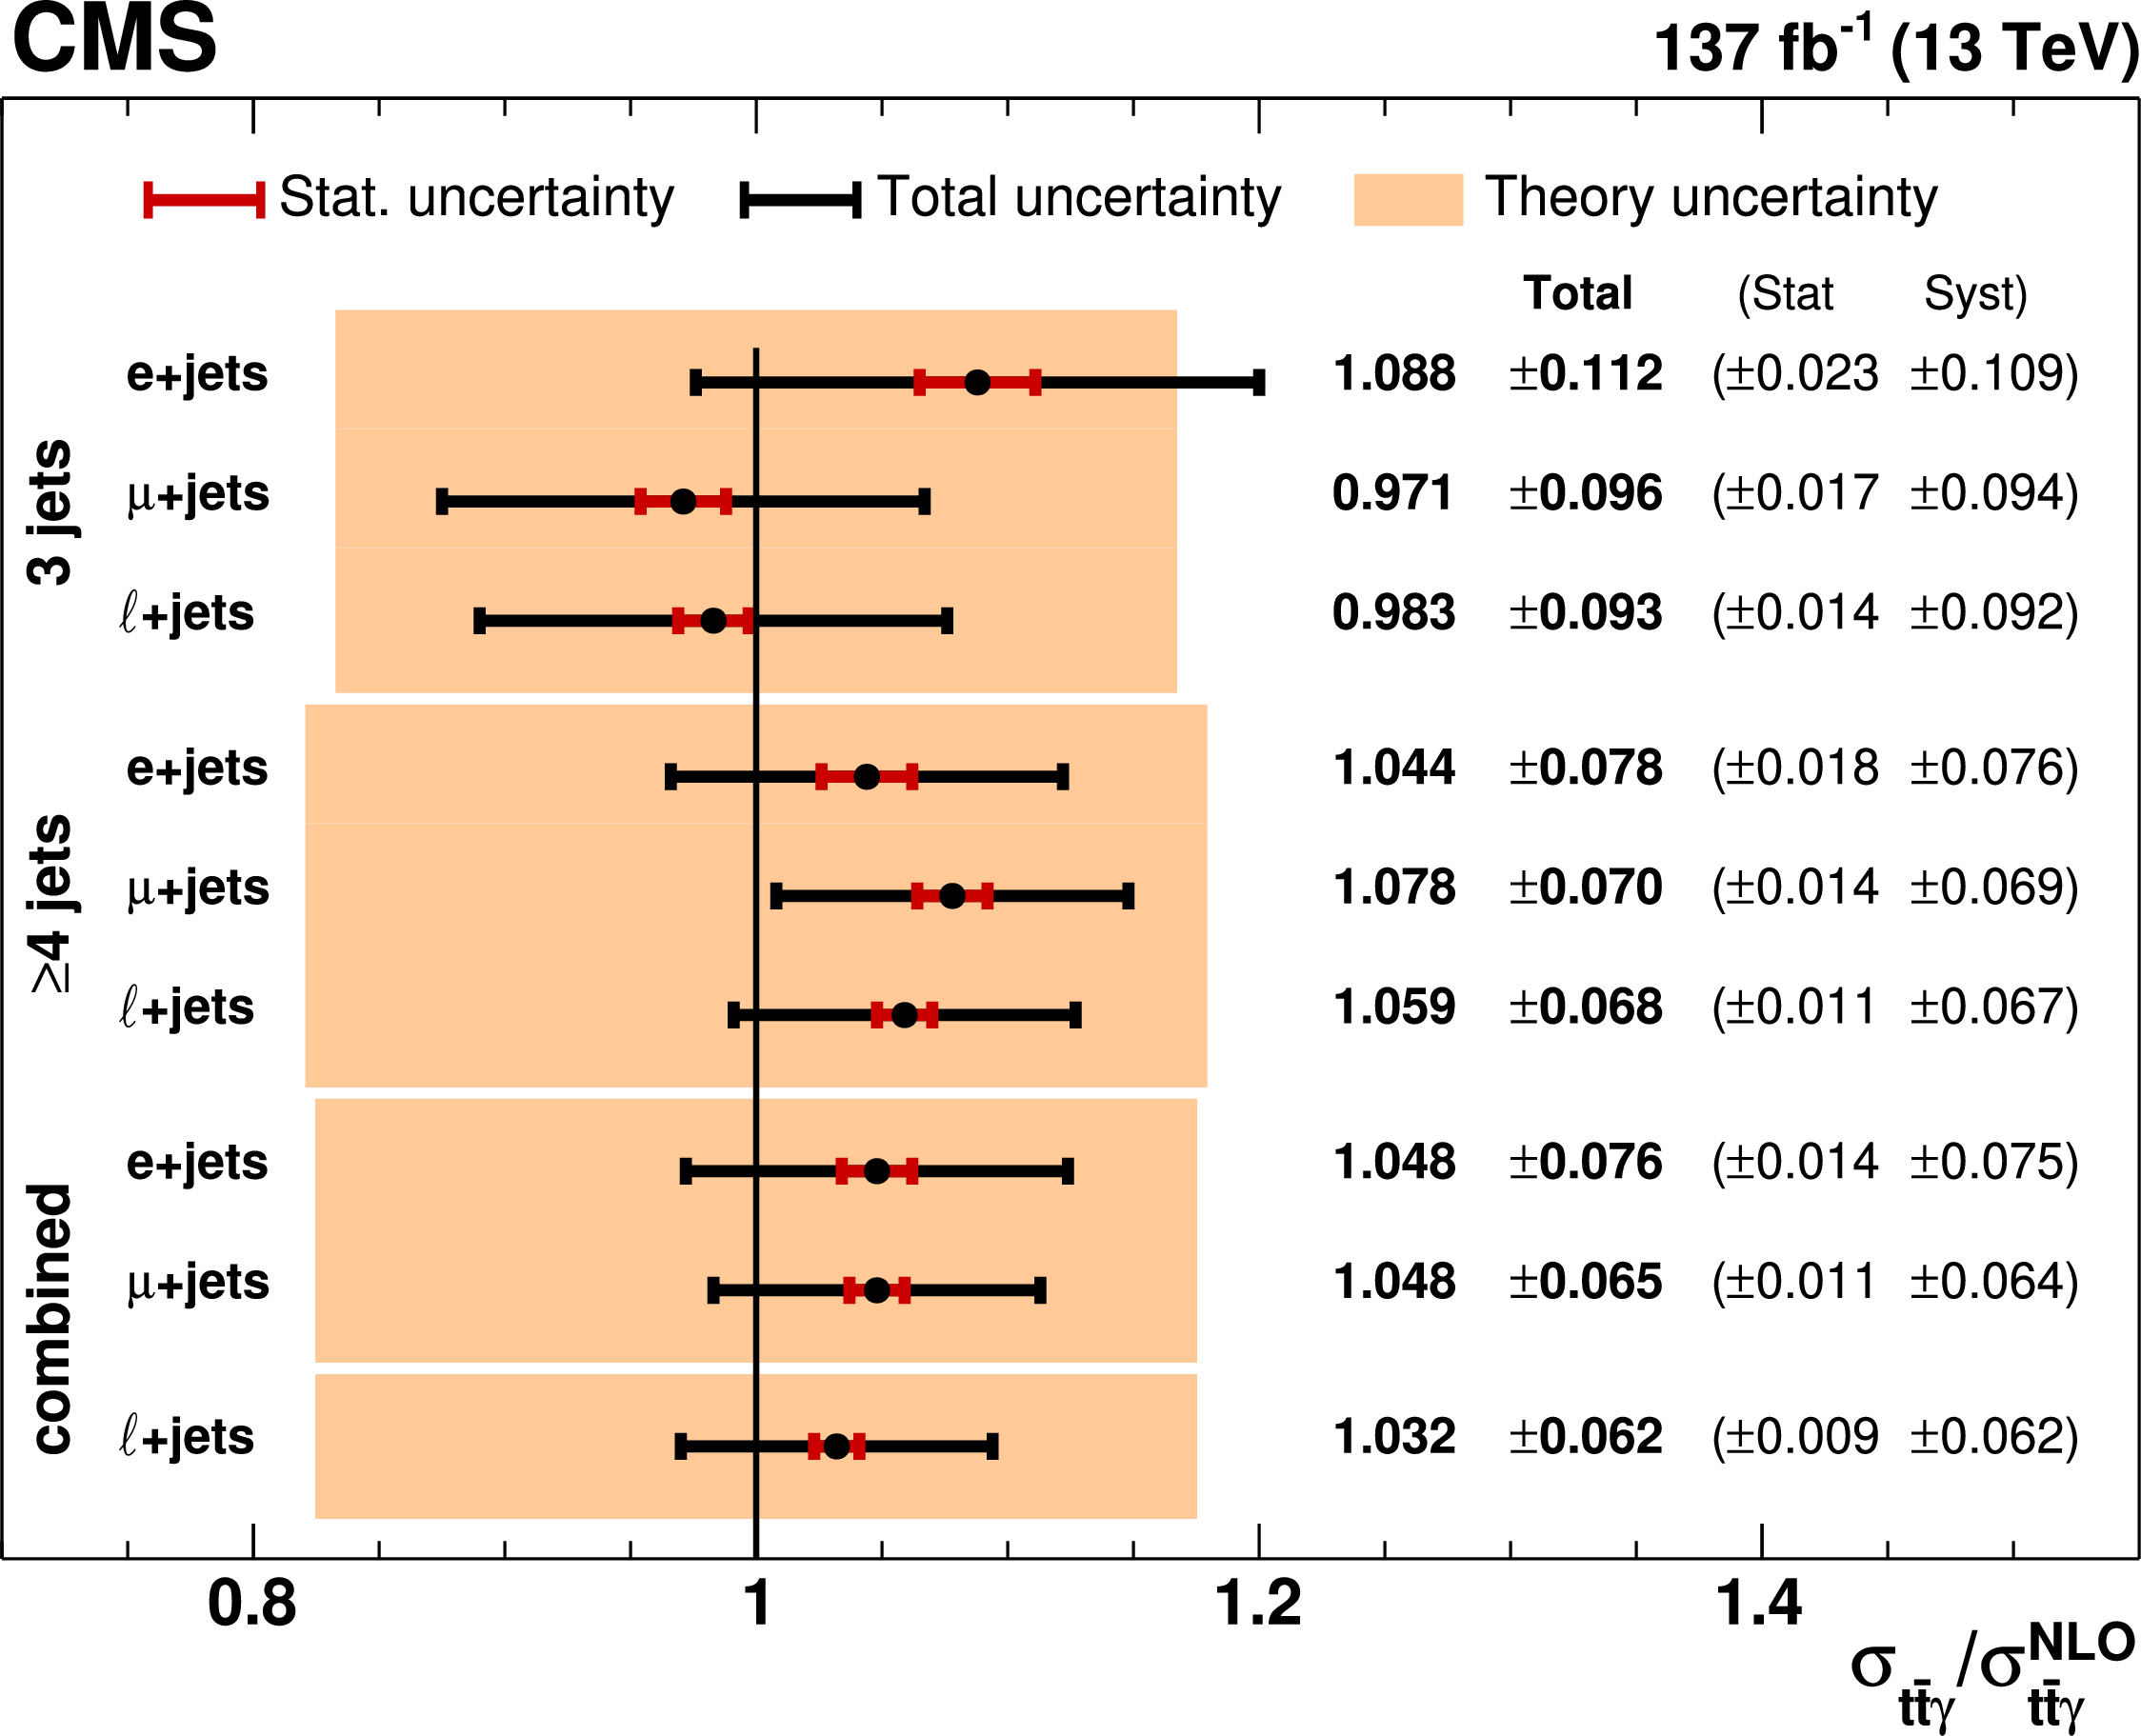 CMS 137 fb⁻¹ (13 TeV)
Stat. uncertainty Total uncertainty Theory uncertainty
Total (Stat Syst)
3 jets
e+jets 1.088 ±0.112 (±0.023 ±0.109)
μ+jets 0.971 ±0.096 (±0.017 ±0.094)
ℓ+jets 0.983 ±0.093 (±0.014 ±0.092)
≥4 jets
e+jets 1.044 ±0.078 (±0.018 ±0.076)
μ+jets 1.078 ±0.070 (±0.014 ±0.069)
ℓ+jets 1.059 ±0.068 (±0.011 ±0.067)
combined
e+jets 1.048 ±0.076 (±0.014 ±0.075)
μ+jets 1.048 ±0.065 (±0.011 ±0.064)
ℓ+jets 1.032 ±0.062 (±0.009 ±0.062)
0.8 1 1.2 1.4
σ_tt̄γ/σ^NLO_tt̄γ